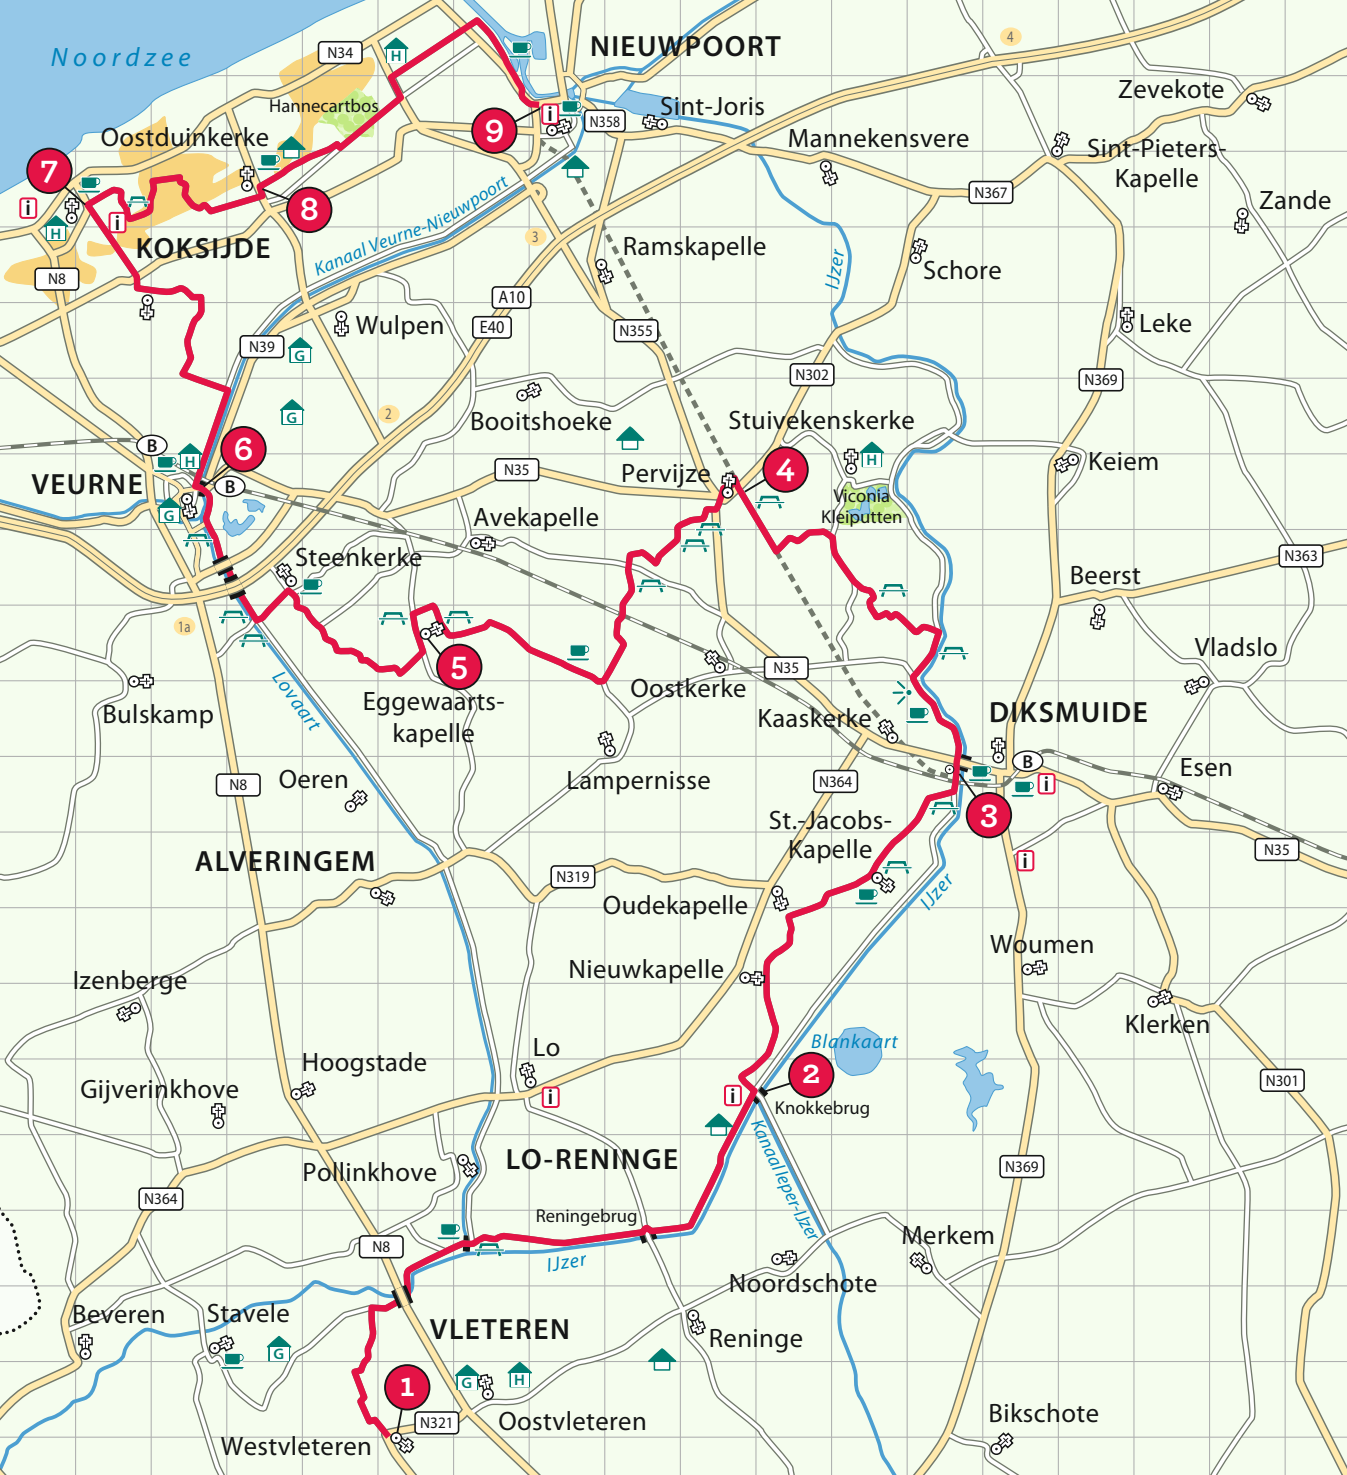 Noordzee
N34
H
NIEUWPOORT
4
Zevekote
Hannecartbos
i
N358
Sint-Joris
9
Oostduinkerke
Mannekensvere
Sint-Pieters-
Kapelle
7
i
i
H
8
N367
Zande
KOKSIJDE
Kanaal Veurne-Nieuwpoort
3
Ramskapelle
IJzer
Schore
N8
A10
E40
N355
Wulpen
Leke
N39
G
N302
N369
G
2
Booitshoeke
Stuivekenskerke
B
H
6
H
Keiem
VEURNE
B
N35
Pervijze
4
G
Viconia
Kleiputten
Avekapelle
Steenkerke
N363
Beerst
1a
Vladslo
5
N35
Oostkerke
Lovaart
Bulskamp
Eggewaarts-
kapelle
Kaaskerke
DIKSMUIDE
B
Esen
N8
Oeren
Lampernisse
N364
i
3
St.-Jacobs-
Kapelle
N35
ALVERINGEM
i
N319
IJzer
Oudekapelle
Woumen
Nieuwkapelle
Izenberge
Klerken
Blankaart
Lo
Hoogstade
2
N301
Gijverinkhove
i
i
Knokkebrug
LO-RENINGE
KanaalIeper-IJzer
Pollinkhove
N369
N364
Reningebrug
N8
IJzer
Merkem
Noordschote
Beveren
Stavele
VLETEREN
Reninge
G
1
G
H
N321
Oostvleteren
Bikschote
Westvleteren